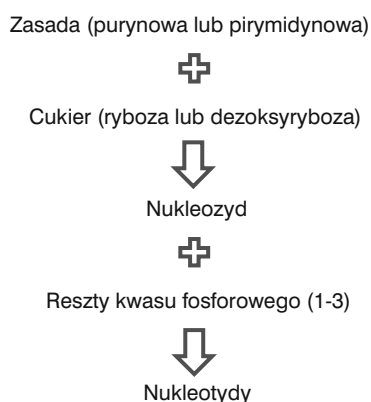 Zasada (purynowa lub pirymidynowa)
Cukier (ryboza lub dezoksyryboza)
Nukleozyd
Reszty kwasu fosforowego (1-3)
Nukleotydy